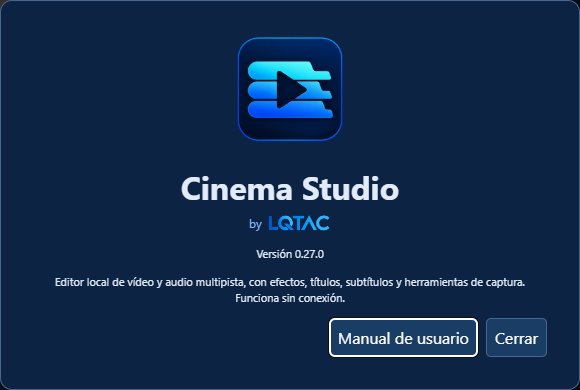 Cinema Studio
by LQTAC
Versión 0.27.0
Editor local de vídeo y audio multipista, con efectos, títulos, subtítulos y herramientas de captura.
Funciona sin conexión.
Manual de usuario Cerrar